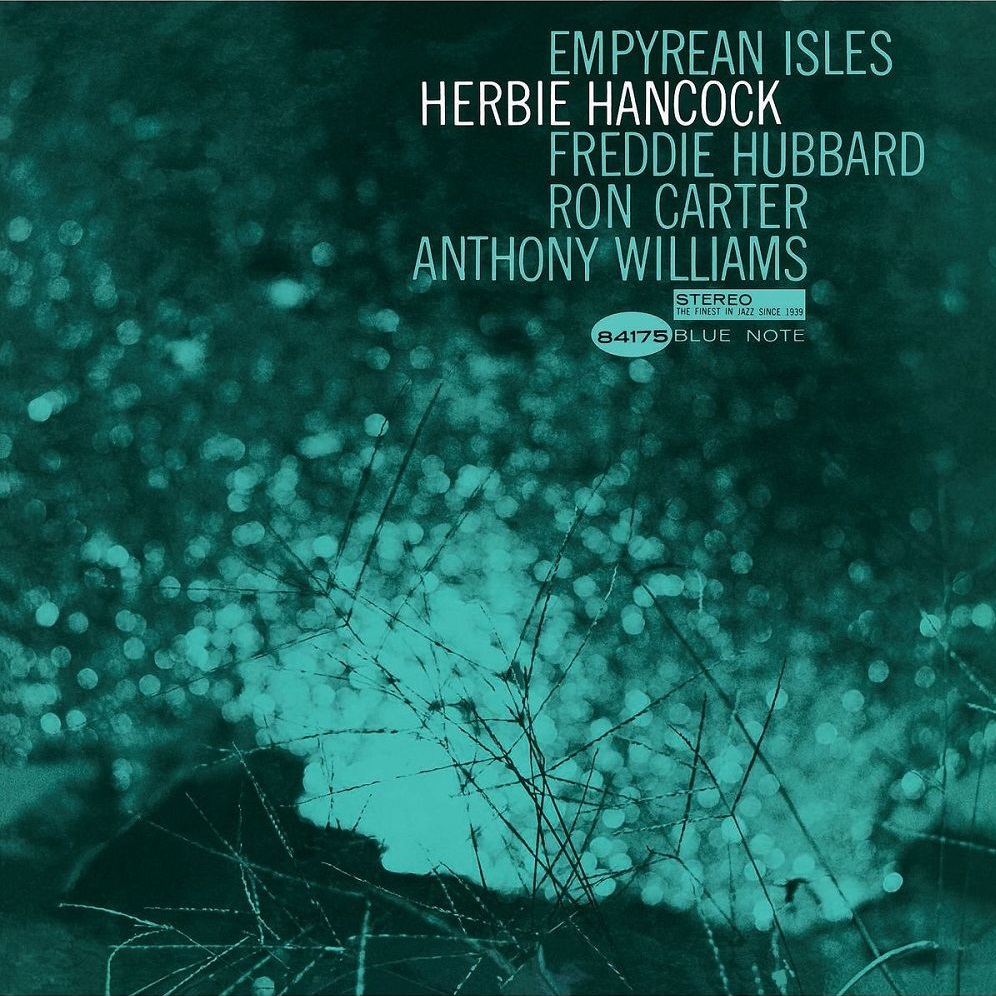 EMPYREAN ISLES
HERBIE HANCOCK
FREDDIE HUBBARD
RON CARTER
ANTHONY WILLIAMS
STEREO
THE FINEST IN JAZZ SINCE 1939
84175 BLUE NOTE